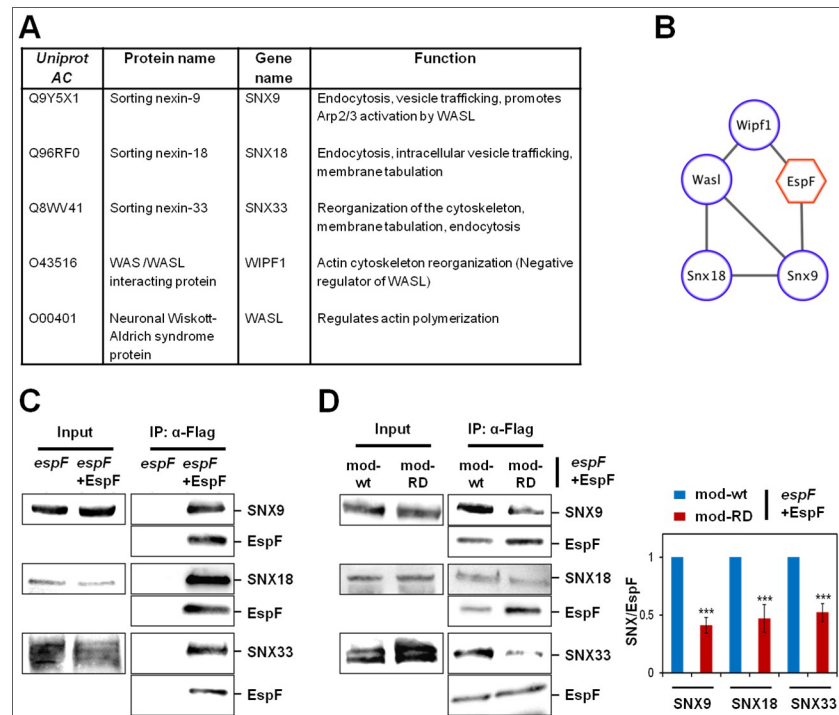 A
Uniprot AC	Protein name	Gene name	Function
Q9Y5X1	Sorting nexin-9	SNX9	Endocytosis, vesicle trafficking, promotes
Arp2/3 activation by WASL
Q96RF0	Sorting nexin-18	SNX18	Endocytosis, intracellular vesicle trafficking,
membrane tabulation
Q8WV41	Sorting nexin-33	SNX33	Reorganization of the cytoskeleton,
membrane tabulation, endocytosis
O43516	WAS /WASL	WIPF1	Actin cytoskeleton reorganization (Negative
interacting protein	regulator of WASL)
O00401	Neuronal Wiskott-	WASL	Regulates actin polymerization
Aldrich syndrome
protein
B
Wipf1
Wasl
EspF
Snx18
Snx9
C
Input	IP: α-Flag
espF	espF +EspF	espF	espF +EspF
SNX9
EspF
SNX18
EspF
SNX33
EspF
D
Input	IP: α-Flag
mod-wt	mod-RD	mod-wt	mod-RD	espF +EspF
SNX9
EspF
SNX18
EspF
SNX33
EspF
mod-wt
mod-RD
espF
+EspF
SNX/EspF
1
0.5
0
***
***
***
SNX9	SNX18	SNX33